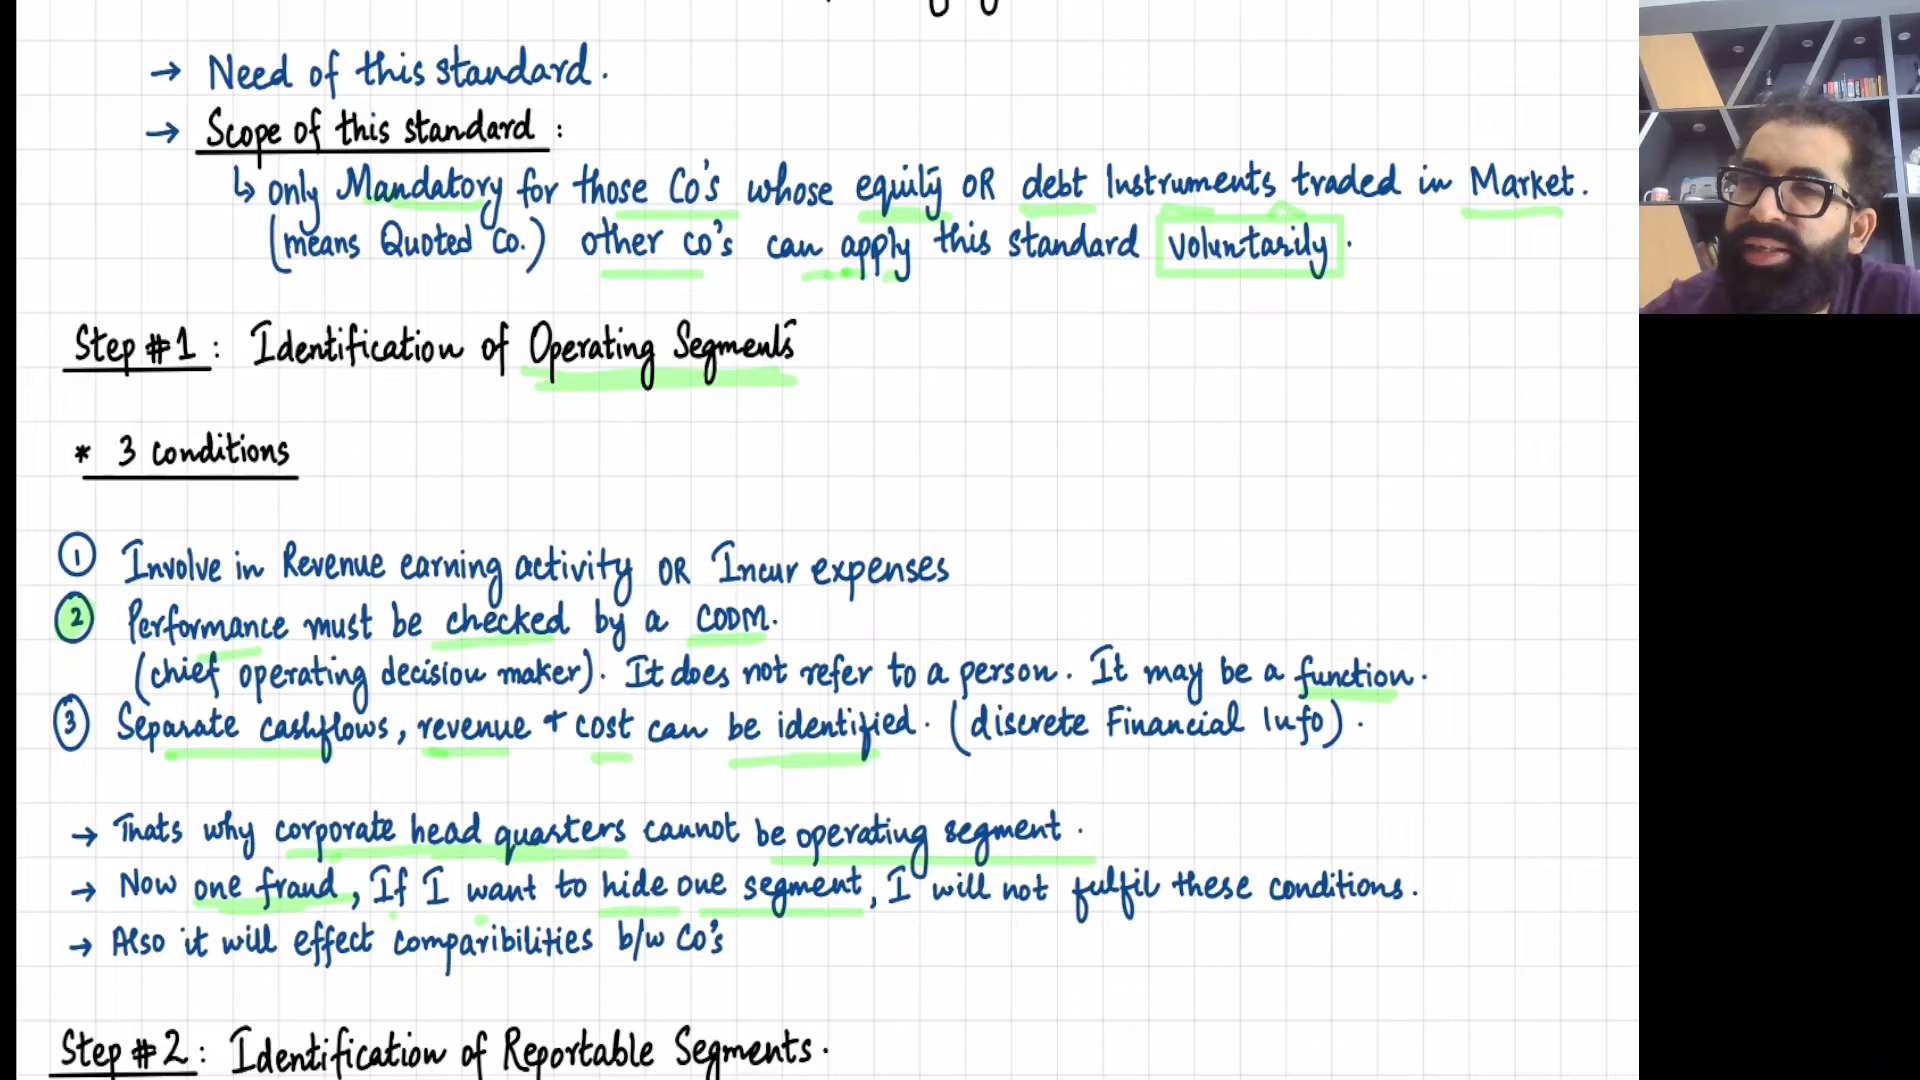 → Need of this standard.
→ Scope of this standard :
↳ only Mandatory for those Co's whose equity OR debt Instruments traded in Market.
(means Quoted Co.) other co's can apply this standard voluntarily.
Step #1 : Identification of Operating Segments
* 3 conditions
① Involve in Revenue earning activity OR Incur expenses
② Performance must be checked by a CODM.
(chief operating decision maker). It does not refer to a person. It may be a function.
③ Separate cashflows, revenue + cost can be identified. (discrete Financial Info).
→ Thats why corporate head quarters cannot be operating segment.
→ Now one fraud, If I want to hide one segment, I will not fulfil these conditions.
→ Also it will effect comparibilities b/w Co's
Step #2 : Identification of Reportable Segments.